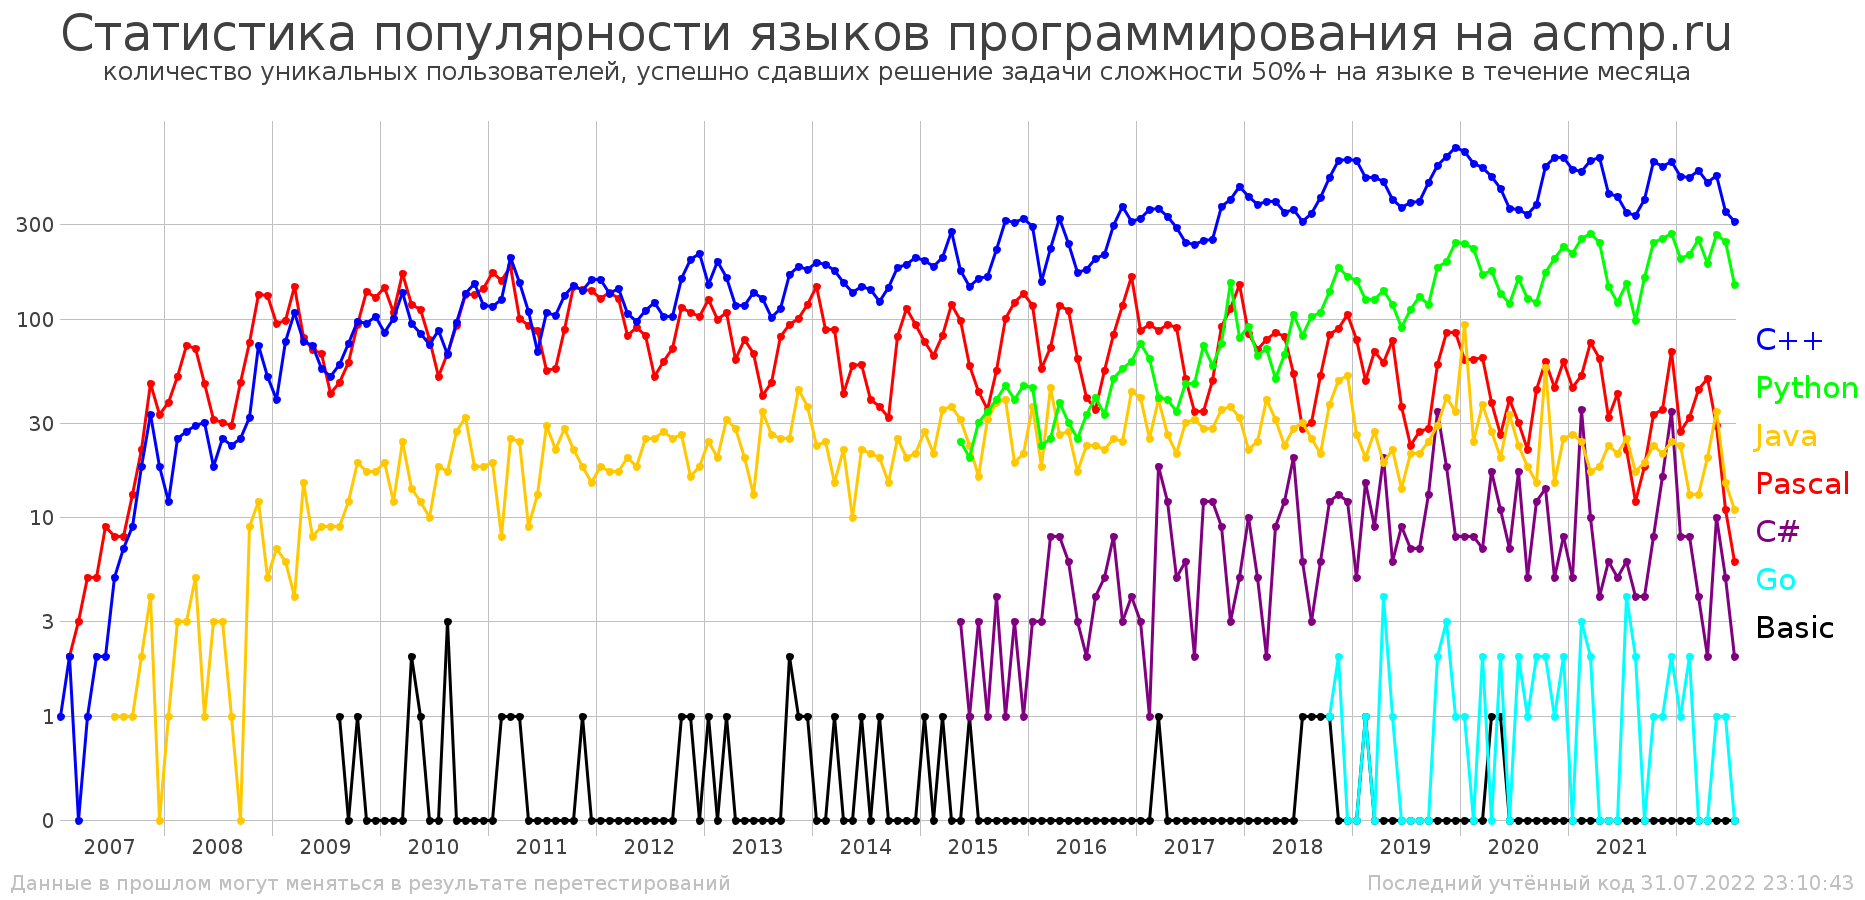 Статистика популярности языков программирования на acmp.ru
количество уникальных пользователей, успешно сдавших решение задачи сложности 50%+ на языке в течение месяца
300
100
30
10
3
1
0
C++
Python
Java
Pascal
C#
Go
Basic
2007 2008 2009 2010 2011 2012 2013 2014 2015 2016 2017 2018 2019 2020 2021
Данные в прошлом могут меняться в результате перетестирований
Последний учтённый код 31.07.2022 23:10:43